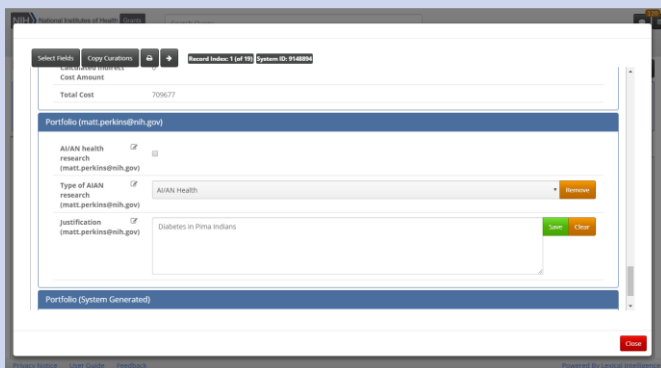 NIH National Institutes of Health Grants
Select Fields Copy Curations Record Index: 1 (of 19) System ID: 9148894
Calculated Indirect
Cost Amount
Total Cost 709677
Portfolio (matt.perkins@nih.gov)
AI/AN health
research
(matt.perkins@nih.gov)
Type of AIAN
research
(matt.perkins@nih.gov)
AI/AN Health
Remove
Justification
(matt.perkins@nih.gov)
Diabetes in Pima Indians
Save Clear
Portfolio (System Generated)
Close
Privacy Notice User Guide Feedback Powered By Lexical Intelligence